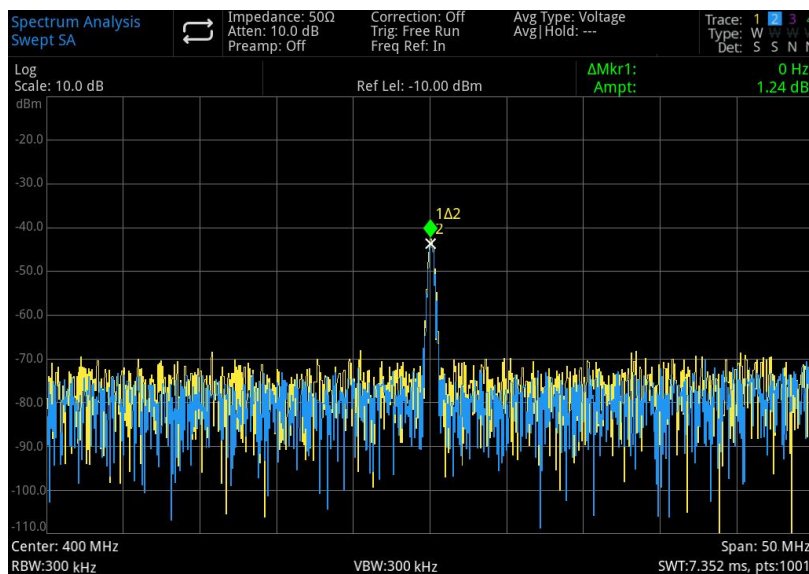 Spectrum Analysis
Swept SA
Impedance: 50Ω
Atten: 10.0 dB
Preamp: Off
Correction: Off
Trig: Free Run
Freq Ref: In
Avg Type: Voltage
Avg|Hold: ---
Trace: 1 2 3
Type: W W W
Det: S S N N
Log
Scale: 10.0 dB
Ref Lel: -10.00 dBm
ΔMkr1: 0 Hz
Ampt: 1.24 dB
dBm
-20.0
-30.0
-40.0
-50.0
-60.0
-70.0
-80.0
-90.0
-100.0
-110.0
1Δ2
2
Center: 400 MHz
Span: 50 MHz
RBW:300 kHz
VBW:300 kHz
SWT:7.352 ms, pts:1001